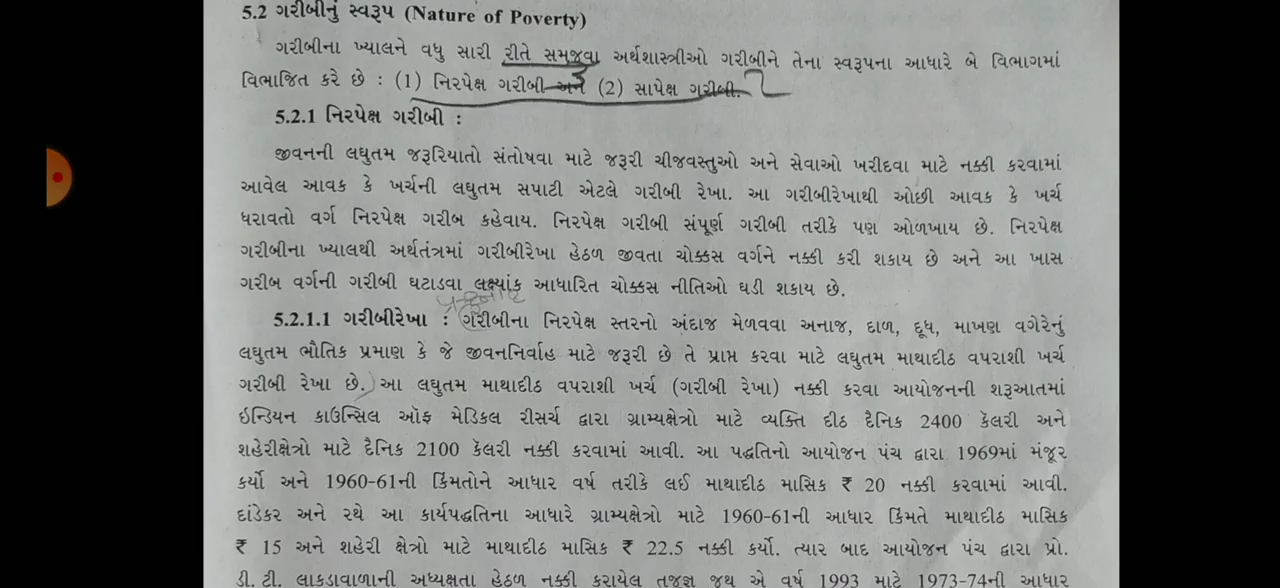 5.2 ગરીબીનું સ્વરૂપ (Nature of Poverty)
ગરીબીના ખ્યાલને વધુ સારી રીતે સમજવા અર્થશાસ્ત્રીઓ ગરીબીને તેના સ્વરૂપના આધારે બે વિભાગમાં
વિભાજિત કરે છે : (1) નિરપેક્ષ ગરીબી અને (2) સાપેક્ષ ગરીબી.
5.2.1 નિરપેક્ષ ગરીબી :
જીવનની લઘુતમ જરૂરિયાતો સંતોષવા માટે જરૂરી ચીજવસ્તુઓ અને સેવાઓ ખરીદવા માટે નક્કી કરવામાં
આવેલ આવક કે ખર્ચની લઘુતમ સપાટી એટલે ગરીબી રેખા. આ ગરીબીરેખાથી ઓછી આવક કે ખર્ચ
ધરાવતો વર્ગ નિરપેક્ષ ગરીબ કહેવાય. નિરપેક્ષ ગરીબી સંપૂર્ણ ગરીબી તરીકે પણ ઓળખાય છે. નિરપેક્ષ
ગરીબીના ખ્યાલથી અર્થતંત્રમાં ગરીબીરેખા હેઠળ જીવતા ચોક્કસ વર્ગને નક્કી કરી શકાય છે અને આ ખાસ
ગરીબ વર્ગની ગરીબી ઘટાડવા લક્ષ્યાંક આધારિત ચોક્કસ નીતિઓ ઘડી શકાય છે.
5.2.1.1 ગરીબીરેખા : ગરીબીના નિરપેક્ષ સ્તરનો અંદાજ મેળવવા અનાજ, દાળ, દૂધ, માખણ વગેરેનું
લઘુતમ ભૌતિક પ્રમાણ કે જે જીવનનિર્વાહ માટે જરૂરી છે તે પ્રાપ્ત કરવા માટે લઘુતમ માથાદીઠ વપરાશી ખર્ચ
ગરીબી રેખા છે. આ લઘુતમ માથાદીઠ વપરાશી ખર્ચ (ગરીબી રેખા) નક્કી કરવા આયોજનની શરૂઆતમાં
ઇન્ડિયન કાઉન્સિલ ઑફ મેડિકલ રીસર્ચ દ્વારા ગ્રામ્યક્ષેત્રો માટે વ્યક્તિ દીઠ દૈનિક 2400 કૅલરી અને
શહેરીક્ષેત્રો માટે દૈનિક 2100 કૅલરી નક્કી કરવામાં આવી. આ પદ્ધતિનો આયોજન પંચ દ્વારા 1969માં મંજૂર
કર્યો અને 1960-61ની કિંમતોને આધાર વર્ષ તરીકે લઈ માથાદીઠ માસિક ₹ 20 નક્કી કરવામાં આવી.
દાંડેકર અને રથે આ કાર્યપદ્ધતિના આધારે ગ્રામ્યક્ષેત્રો માટે 1960-61ની આધાર કિંમતે માથાદીઠ માસિક
₹ 15 અને શહેરી ક્ષેત્રો માટે માથાદીઠ માસિક ₹ 22.5 નક્કી કર્યો. ત્યાર બાદ આયોજન પંચ દ્વારા પ્રો.
ડી. ટી. લાકડાવાળાની અધ્યક્ષતા હેઠળ નક્કી કરાયેલ તજજ્ઞ જૂથ એ વર્ષ 1993 માટે 1973-74ની આધાર